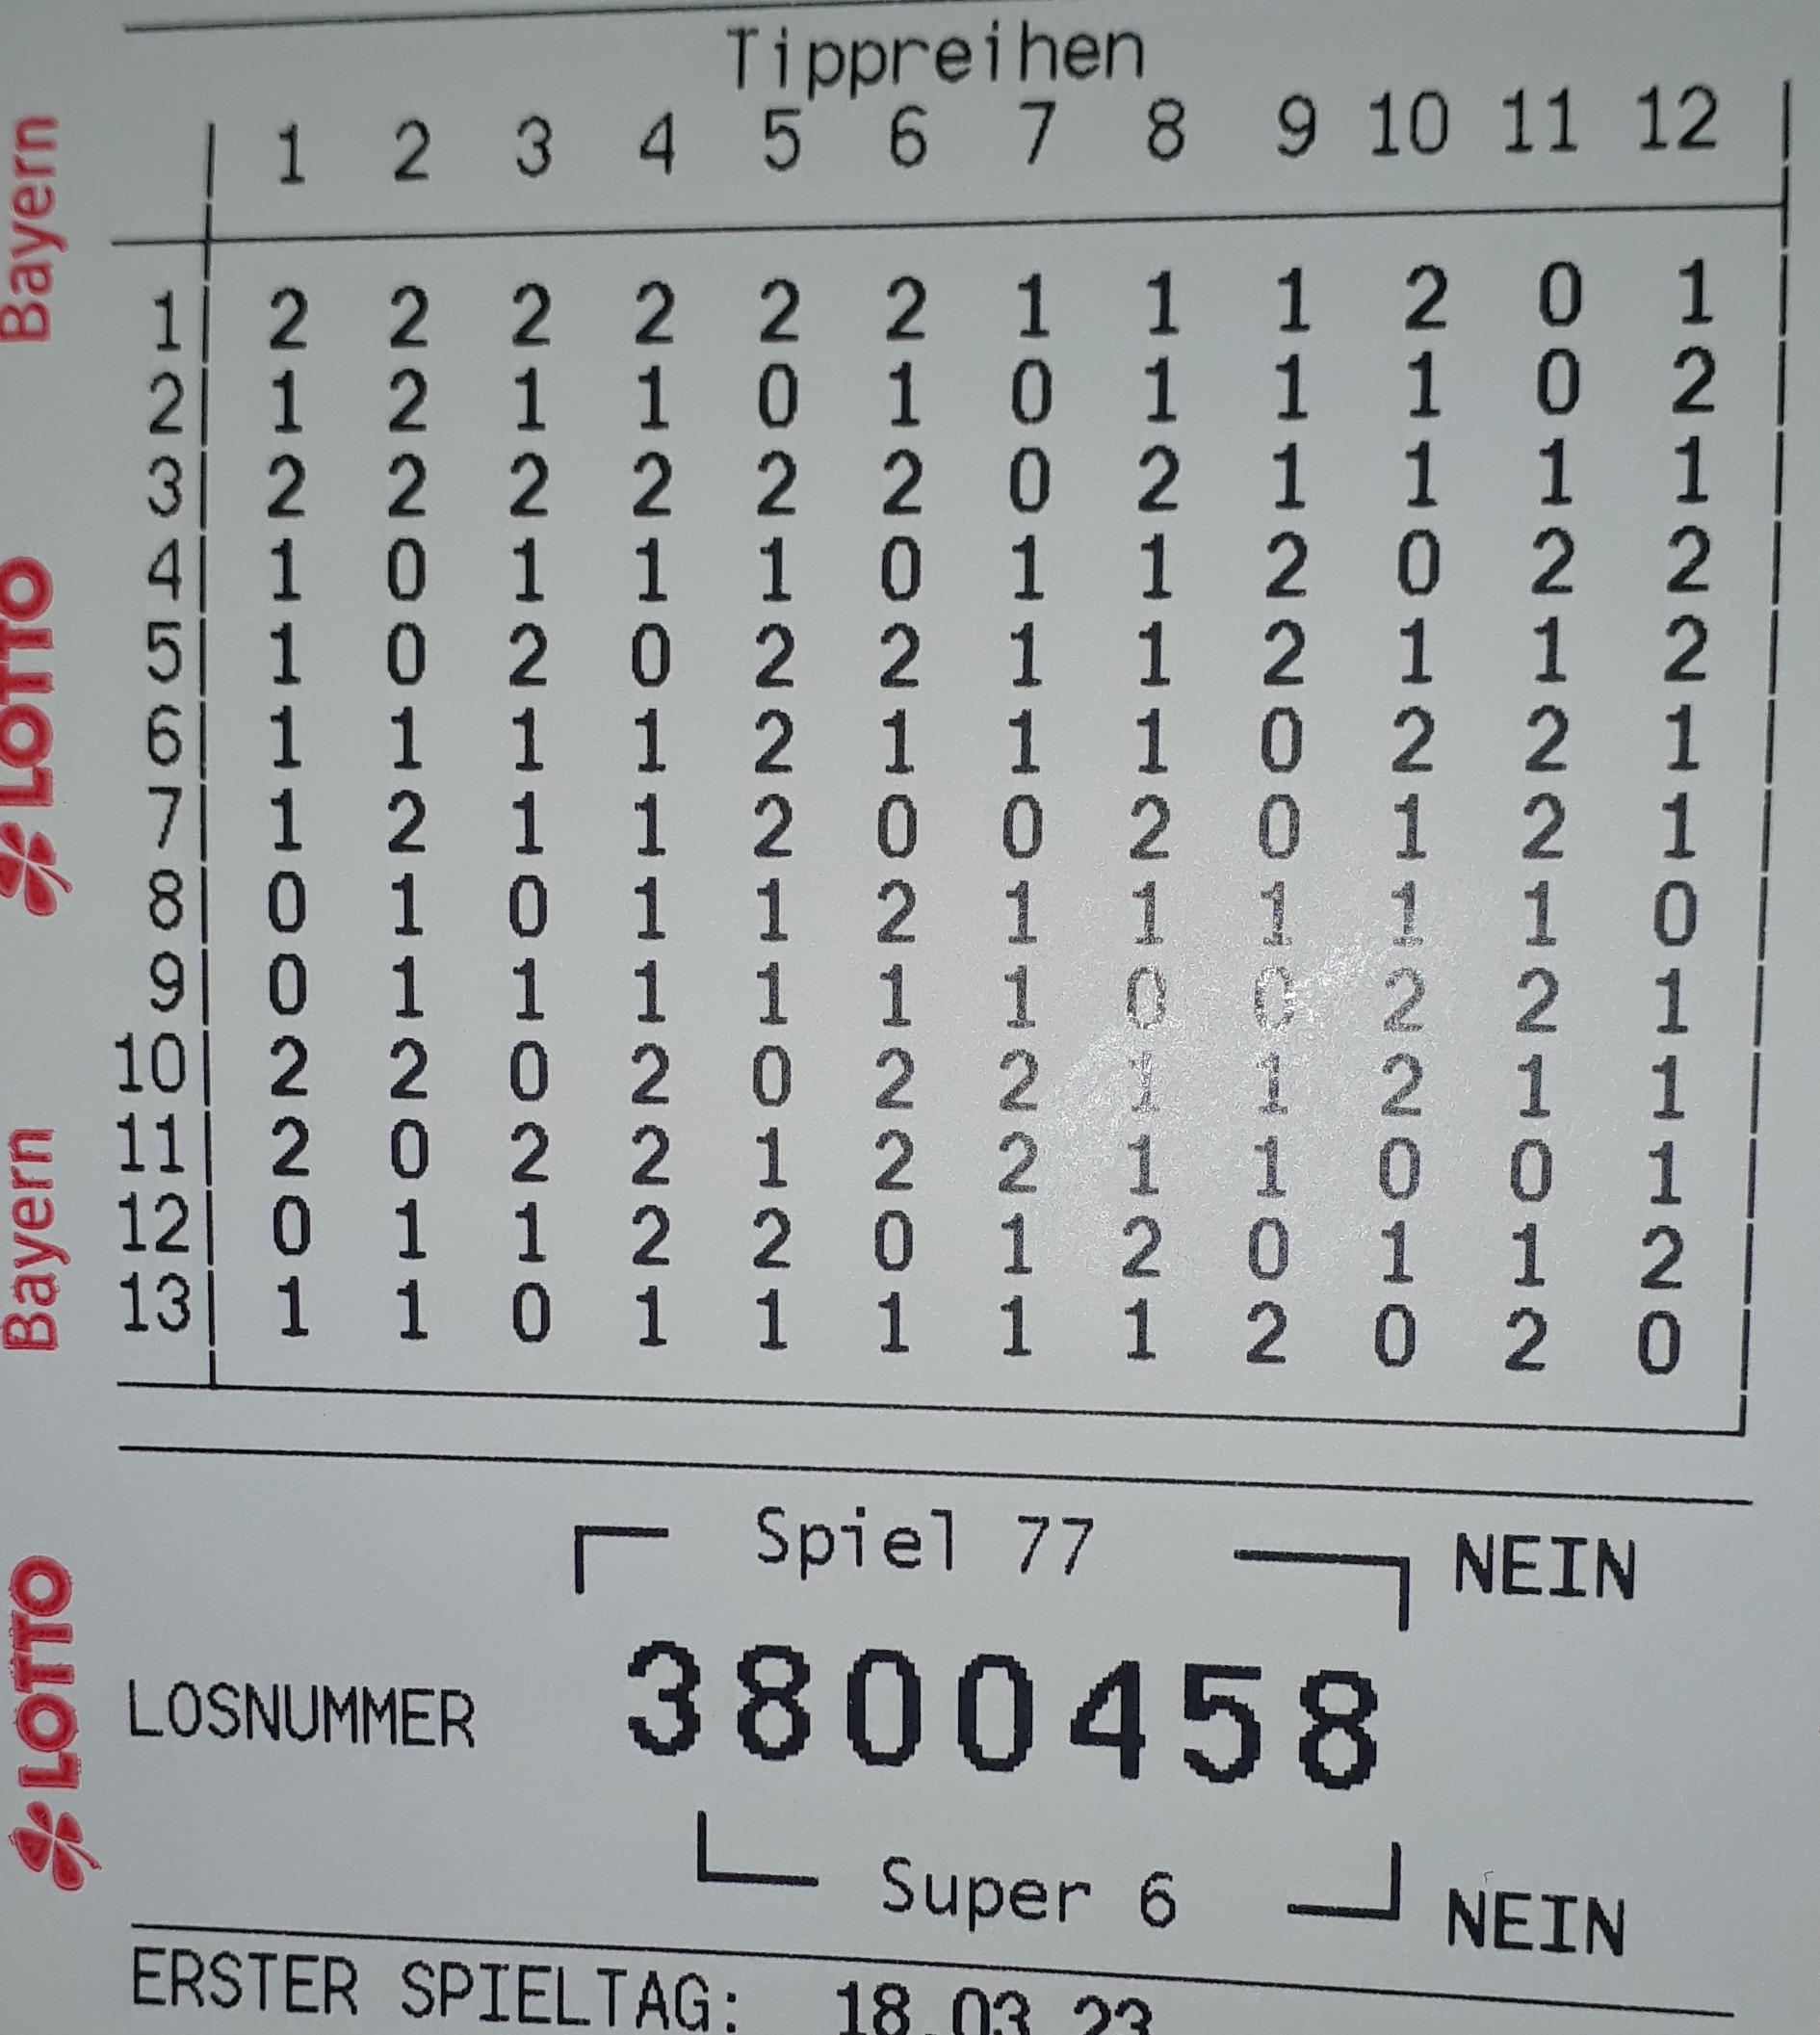 Tippreihen
1 2 3 4 5 6 7 8 9 10 11 12
1 2 2 2 2 2 2 1 1 1 2 0 1
2 1 2 1 1 0 1 0 1 1 1 0 2
3 2 2 2 2 2 2 0 2 1 1 1 1
4 1 0 1 1 1 0 1 1 2 0 2 2
5 1 0 2 0 2 2 1 1 2 1 1 2
6 1 1 1 1 2 1 1 1 0 2 2 1
7 1 2 1 1 2 0 0 2 0 1 2 1
8 0 1 0 1 1 2 1 1 1 1 1 0
9 0 1 1 1 1 1 1 0 0 2 2 1
10 2 2 0 2 0 2 2 1 1 2 1 1
11 2 0 2 2 1 2 2 1 1 0 0 1
12 0 1 1 2 2 0 1 2 0 1 1 2
13 1 1 0 1 1 1 1 1 2 0 2 0
Spiel 77 NEIN
LOSNUMMER 3800458
Super 6 NEIN
ERSTER SPIELTAG: 18.03.23
LOTTO Bayern
LOTTO Bayern